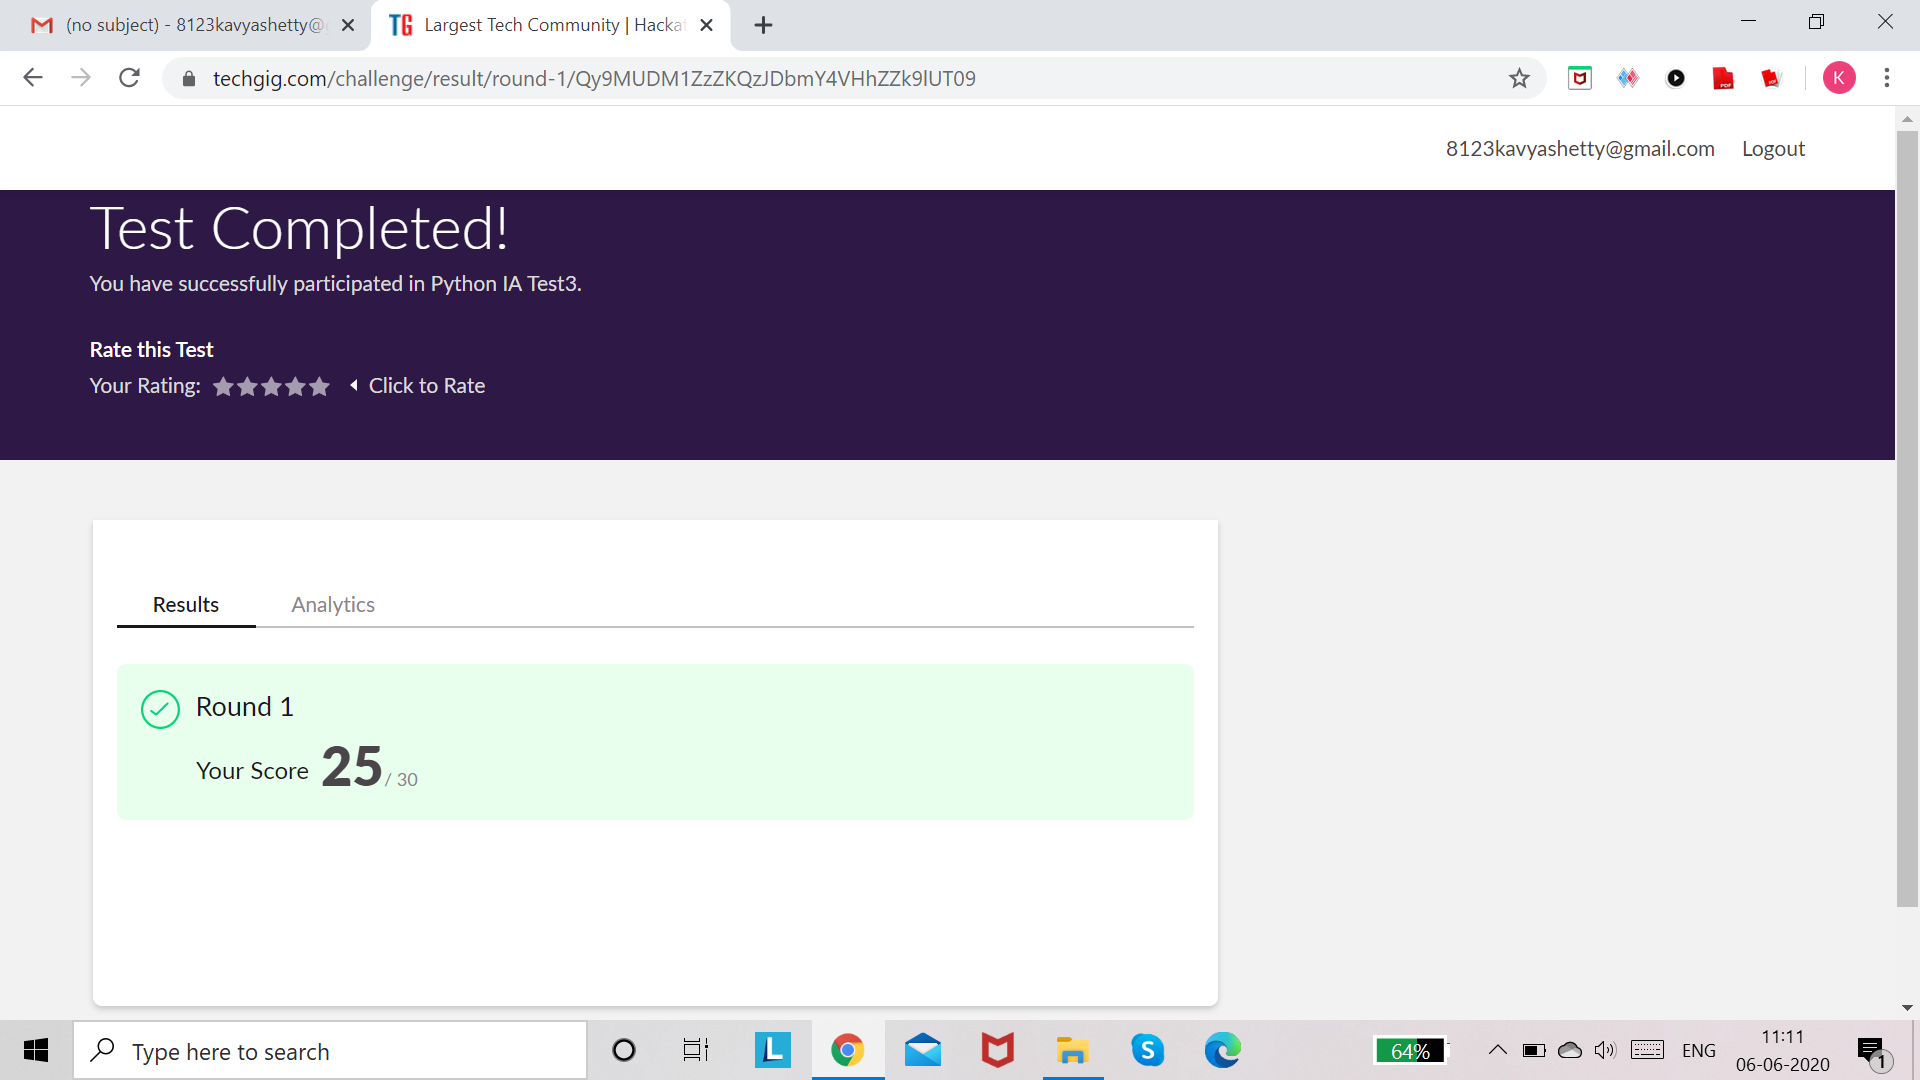 (no subject) - 8123kavyashetty@g
Largest Tech Community | Hackat
techgig.com/challenge/result/round-1/Qy9MUDM1ZzZKQzJDbmY4VHhZZk9lUT09
K
8123kavyashetty@gmail.com Logout
Test Completed!
You have successfully participated in Python IA Test3.
Rate this Test
Your Rating: Click to Rate
Results Analytics
Round 1
Your Score 25 / 30
Type here to search
64%
ENG
11:11
06-06-2020
1